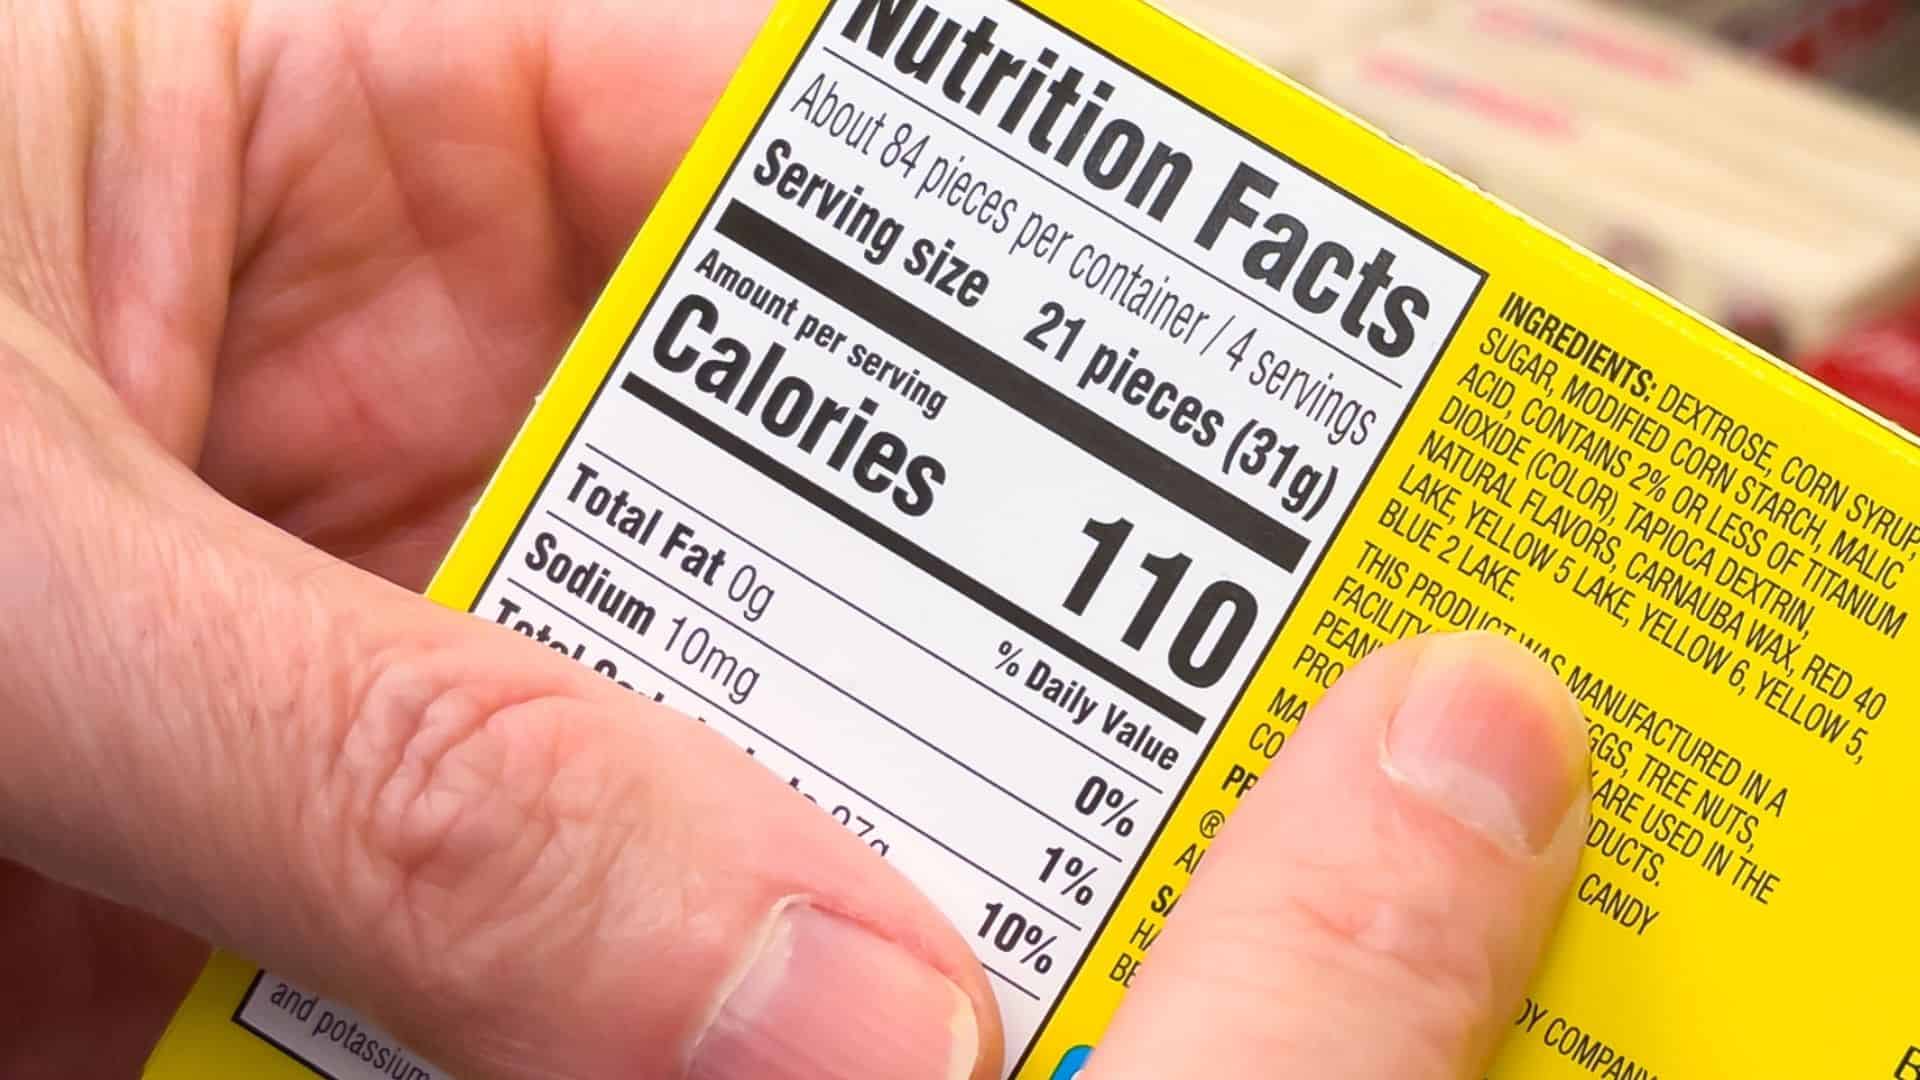 Nutrition Facts
About 84 pieces per container / 4 servings
Serving size 21 pieces (31g)
Amount per serving
Calories 110
% Daily Value
Total Fat 0g 0%
Sodium 10mg 1%
Total 27g 10%
and potassium
INGREDIENTS: DEXTROSE, CORN SYRUP,
SUGAR, MODIFIED CORN STARCH, MALIC
ACID, CONTAINS 2% OR LESS OF TITANIUM
DIOXIDE (COLOR), TAPIOCA DEXTRIN,
NATURAL FLAVORS, CARNAUBA WAX, RED 40
LAKE, YELLOW 5 LAKE, YELLOW 6, YELLOW 5,
BLUE 2 LAKE.
THIS PRODUCT WAS MANUFACTURED IN A
FACILITY EGGS, TREE NUTS,
ARE USED IN THE
CANDY
COMPANY